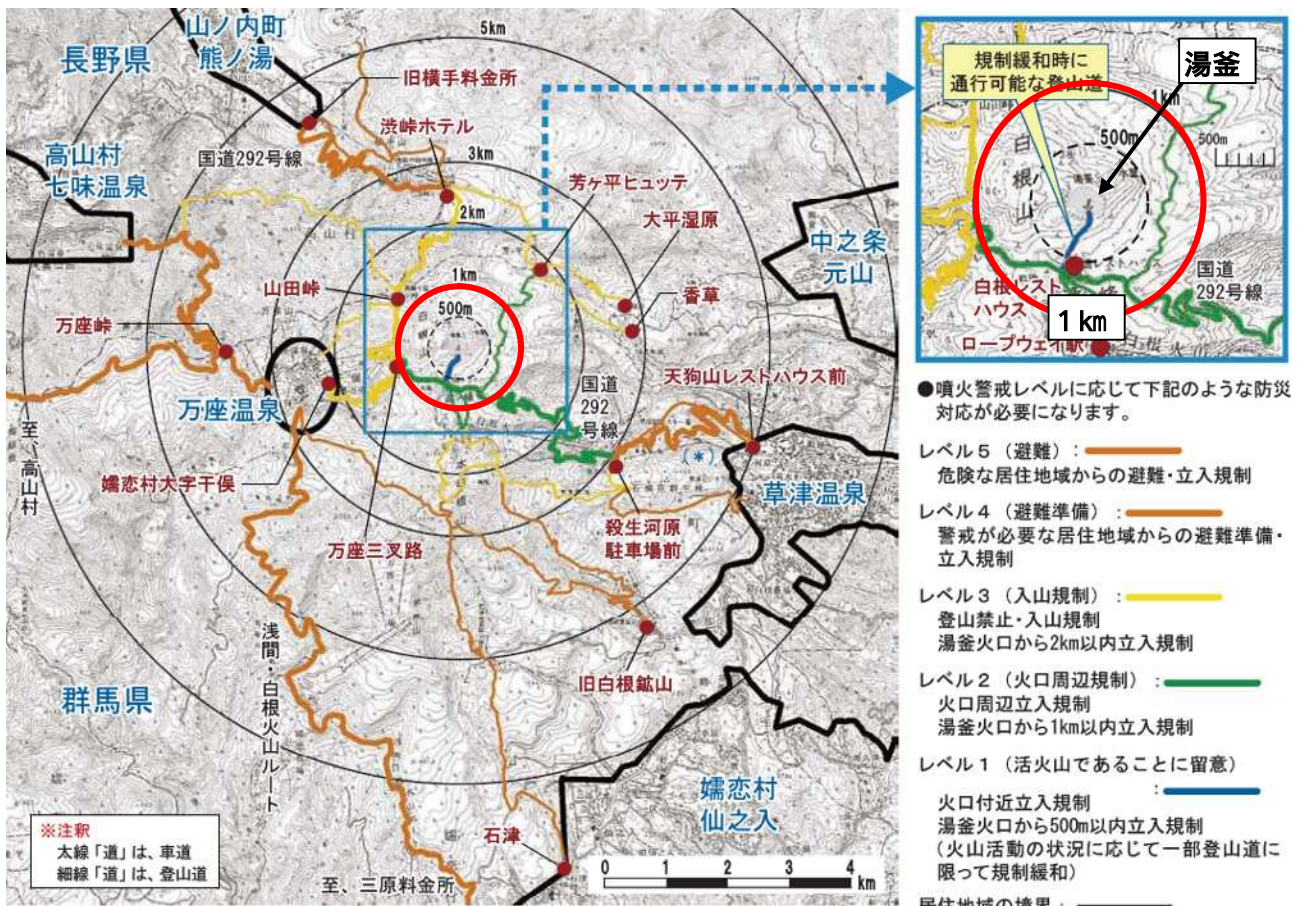 山ノ内町
熊ノ湯
長野県
5km
旧横手料金所
渋峠ホテル
国道292号線
高山村
七味温泉
3km
芳ヶ平ヒュッテ
2km
大平湿原
中之条
元山
山田峠
1km
香草
500m
万座峠
万座温泉
国道
292
号線
天狗山レストハウス前
至、高山村
(*)
草津温泉
嬬恋村大字干俣
万座三叉路
殺生河原
駐車場前
本白根山
浅間・白根火山ルート
旧白根鉱山
群馬県
嬬恋村
仙之入
石津
※注釈
太線「道」は、車道
細線「道」は、登山道
至、三原料金所
0 1 2 3 4
km
規制緩和時に
通行可能な登山道
湯釜
1km
500m
500m
白根山
白根レスト
ハウス
国道
292号線
1km
ロープウェイ駅
●噴火警戒レベルに応じて下記のような防災
対応が必要になります。
レベル5（避難）：
危険な居住地域からの避難・立入規制
レベル4（避難準備）：
警戒が必要な居住地域からの避難準備・
立入規制
レベル3（入山規制）：
登山禁止・入山規制
湯釜火口から2km以内立入規制
レベル2（火口周辺規制）：
火口周辺立入規制
湯釜火口から1km以内立入規制
レベル1（活火山であることに留意）
：
火口付近立入規制
湯釜火口から500m以内立入規制
（火山活動の状況に応じて一部登山道に
限って規制緩和）
居住地域の境界：